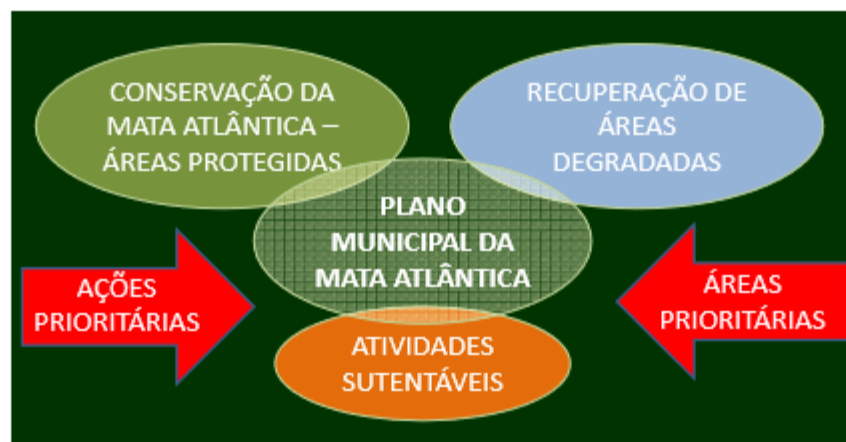 CONSERVAÇÃO DA
MATA ATLÂNTICA –
ÁREAS PROTEGIDAS
RECUPERAÇÃO DE
ÁREAS
DEGRADADAS
PLANO
MUNICIPAL DA
MATA ATLÂNTICA
AÇÕES
PRIORITÁRIAS
ÁREAS
PRIORITÁRIAS
ATIVIDADES
SUTENTÁVEIS